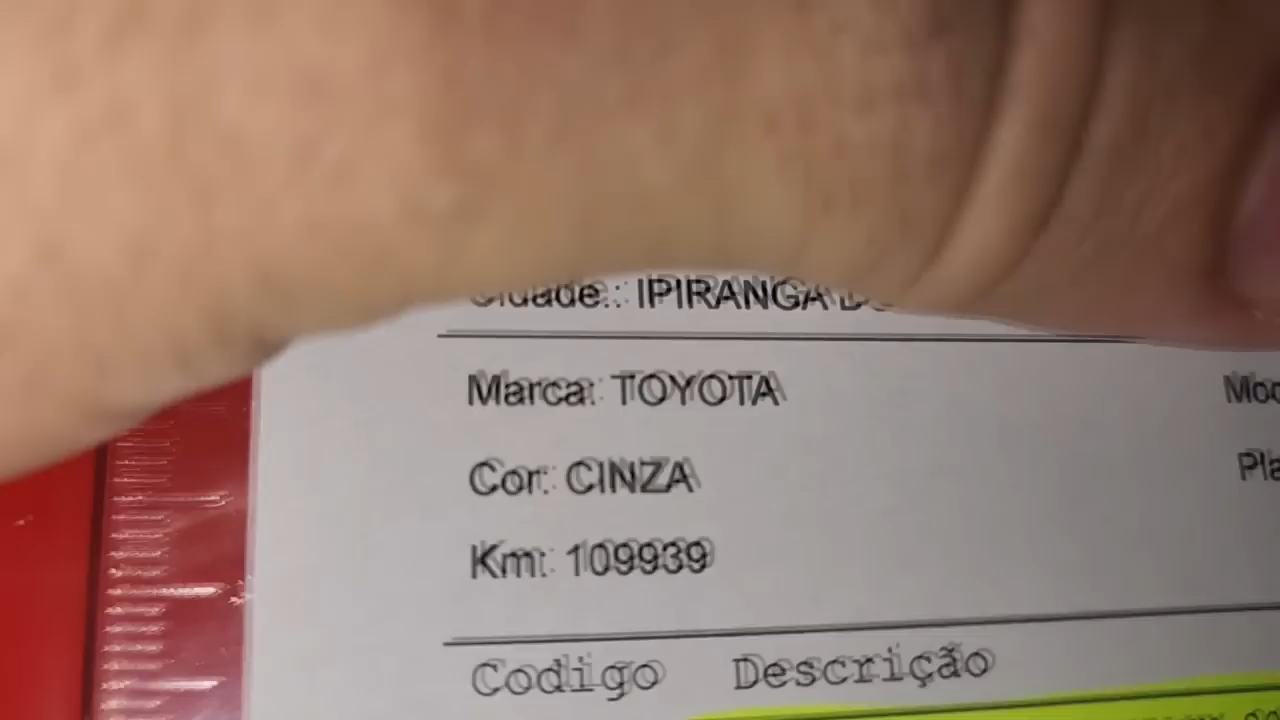 Cidade.: IPIRANGA
Marca: TOYOTA
Cor: CINZA
Km: 109939
Codigo Descrição